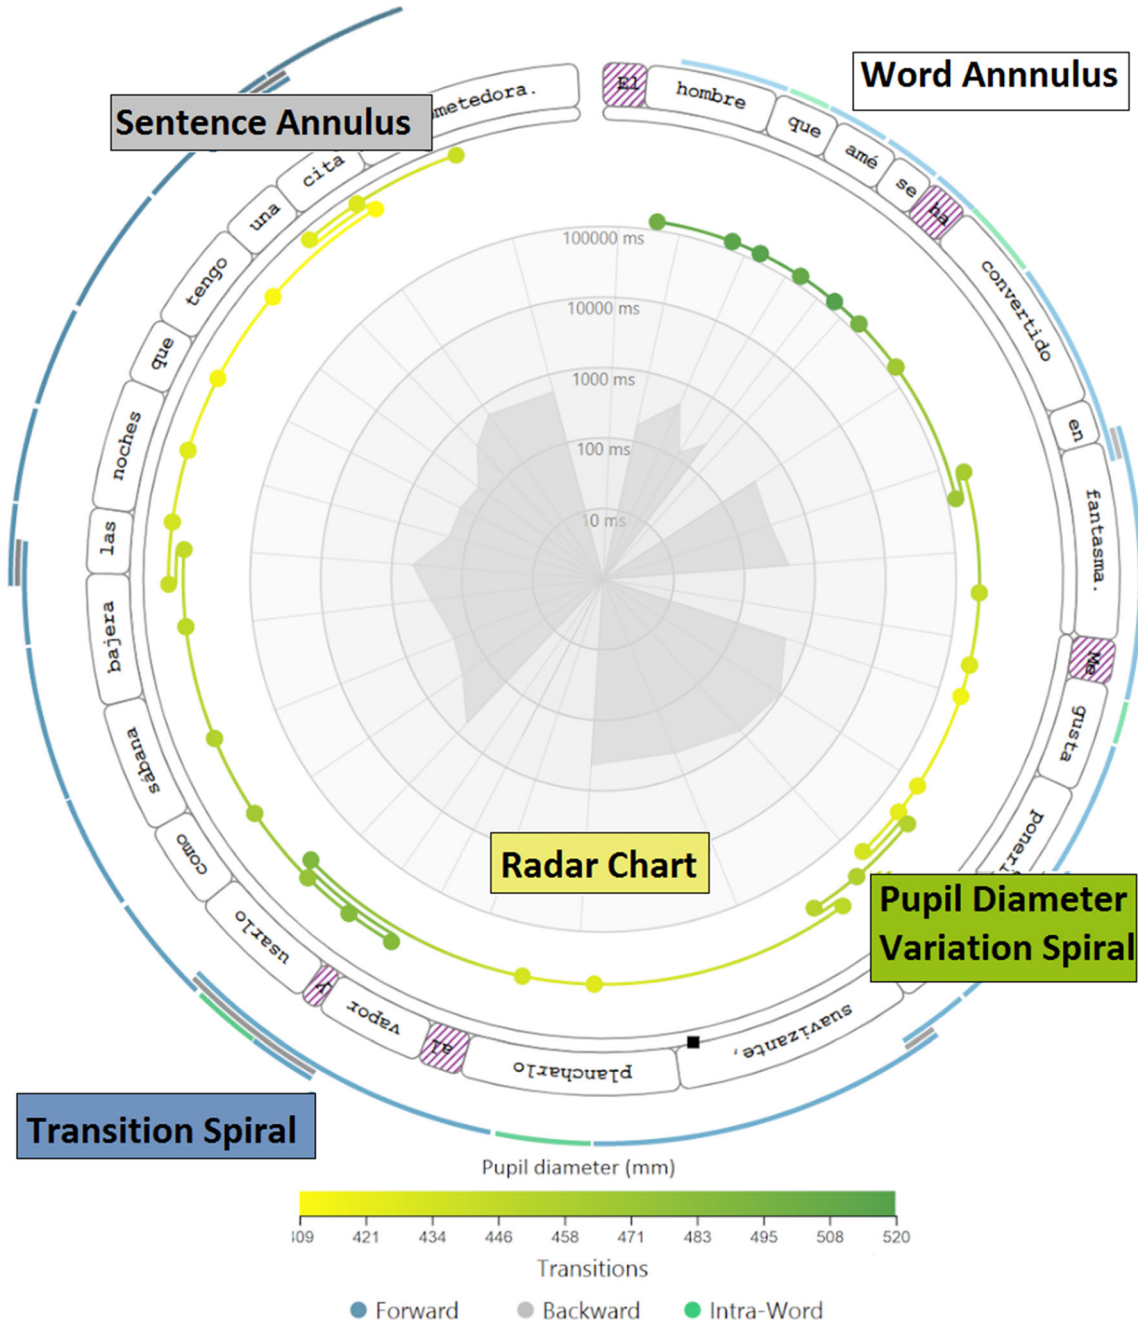 Word Annnulus
Sentence Annulus
El
hombre
que
amé
se
ha
convertido
en
fantasma.
Me
gusta
suavizante,
plancharlo
al
vapor
y
usarlo
como
sábana
bajera
las
noches
que
tengo
una
cita
100000 ms
10000 ms
1000 ms
100 ms
10 ms
Radar Chart
Pupil Diameter
Variation Spiral
Transition Spiral
Pupil diameter (mm)
421 434 446 458 471 483 495 508 520
Transitions
Forward Backward Intra-Word